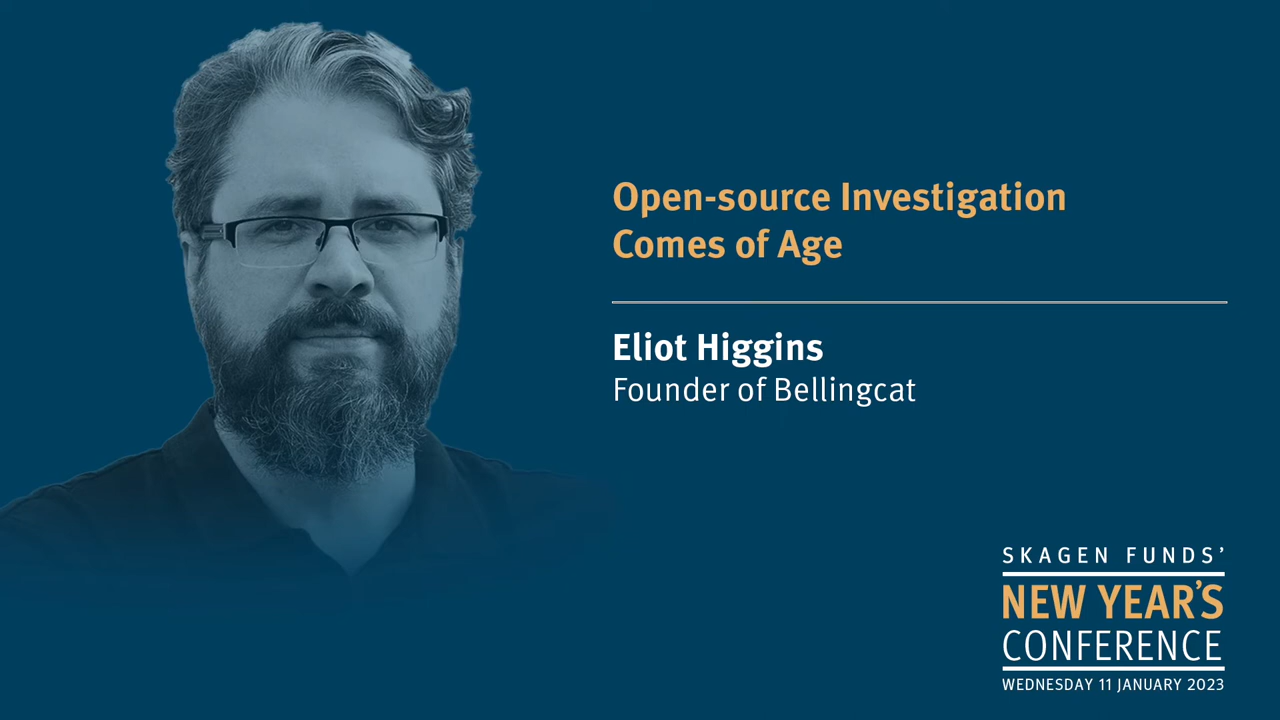 Open-source Investigation
Comes of Age
Eliot Higgins
Founder of Bellingcat
SKAGEN FUNDS’
NEW YEAR’S
CONFERENCE
WEDNESDAY 11 JANUARY 2023